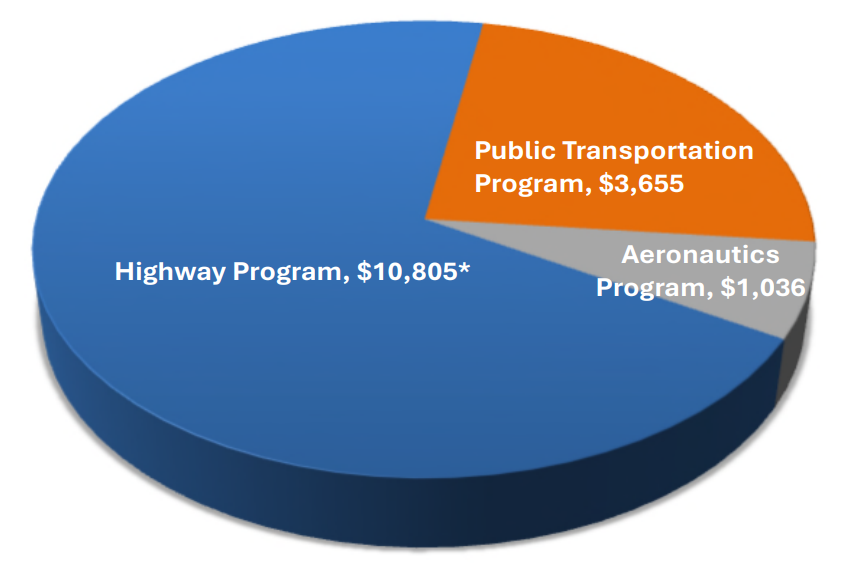 Public Transportation
Program, $3,655
Aeronautics
Program, $1,036
Highway Program, $10,805*